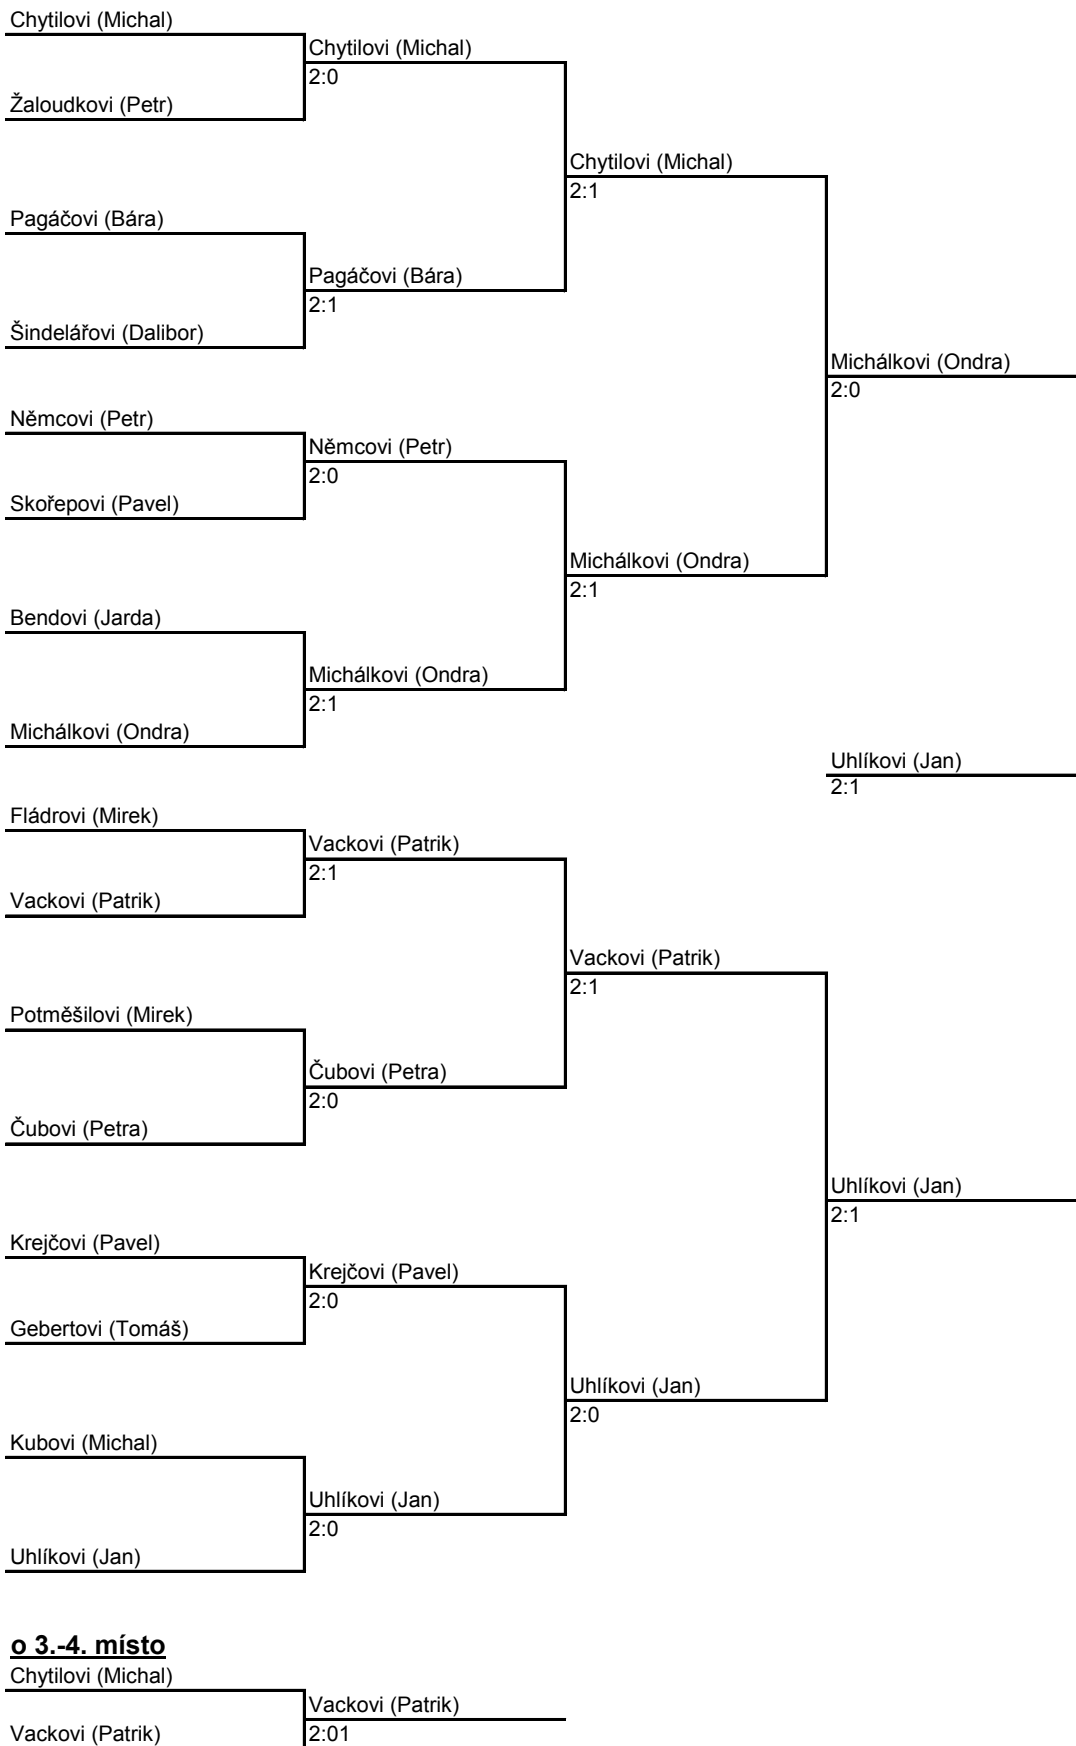 Chytilovi (Michal)
Chytilovi (Michal)
2:0
Žaloudkovi (Petr)
Chytilovi (Michal)
2:1
Pagáčovi (Bára)
Pagáčovi (Bára)
2:1
Šindelářovi (Dalibor)
Michálkovi (Ondra)
2:0
Němcovi (Petr)
Němcovi (Petr)
2:0
Skořepovi (Pavel)
Michálkovi (Ondra)
2:1
Bendovi (Jarda)
Michálkovi (Ondra)
2:1
Michálkovi (Ondra)
Uhlíkovi (Jan)
2:1
Fládrovi (Mirek)
Vackovi (Patrik)
2:1
Vackovi (Patrik)
Vackovi (Patrik)
2:1
Potměšilovi (Mirek)
Čubovi (Petra)
2:0
Čubovi (Petra)
Uhlíkovi (Jan)
2:1
Krejčovi (Pavel)
Krejčovi (Pavel)
2:0
Gebertovi (Tomáš)
Uhlíkovi (Jan)
2:0
Kubovi (Michal)
Uhlíkovi (Jan)
2:0
Uhlíkovi (Jan)
o 3.-4. místo
Chytilovi (Michal)
Vackovi (Patrik)
Vackovi (Patrik)
2:01